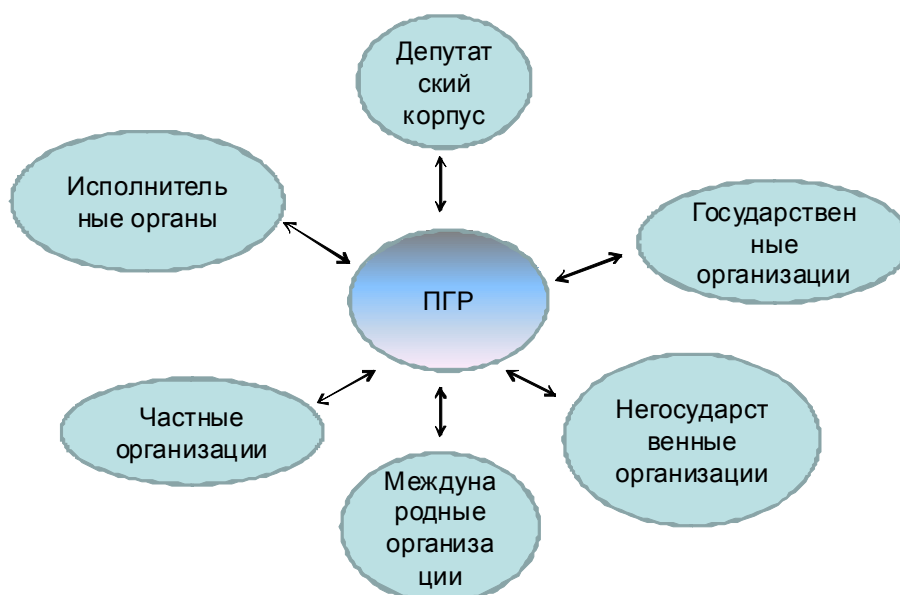 Депутат
ский
корпус
Исполнитель
ные органы
Государствен
ные
организации
ПГР
Частные
организации
Негосударст
венные
организации
Междуна
родные
организа
ции